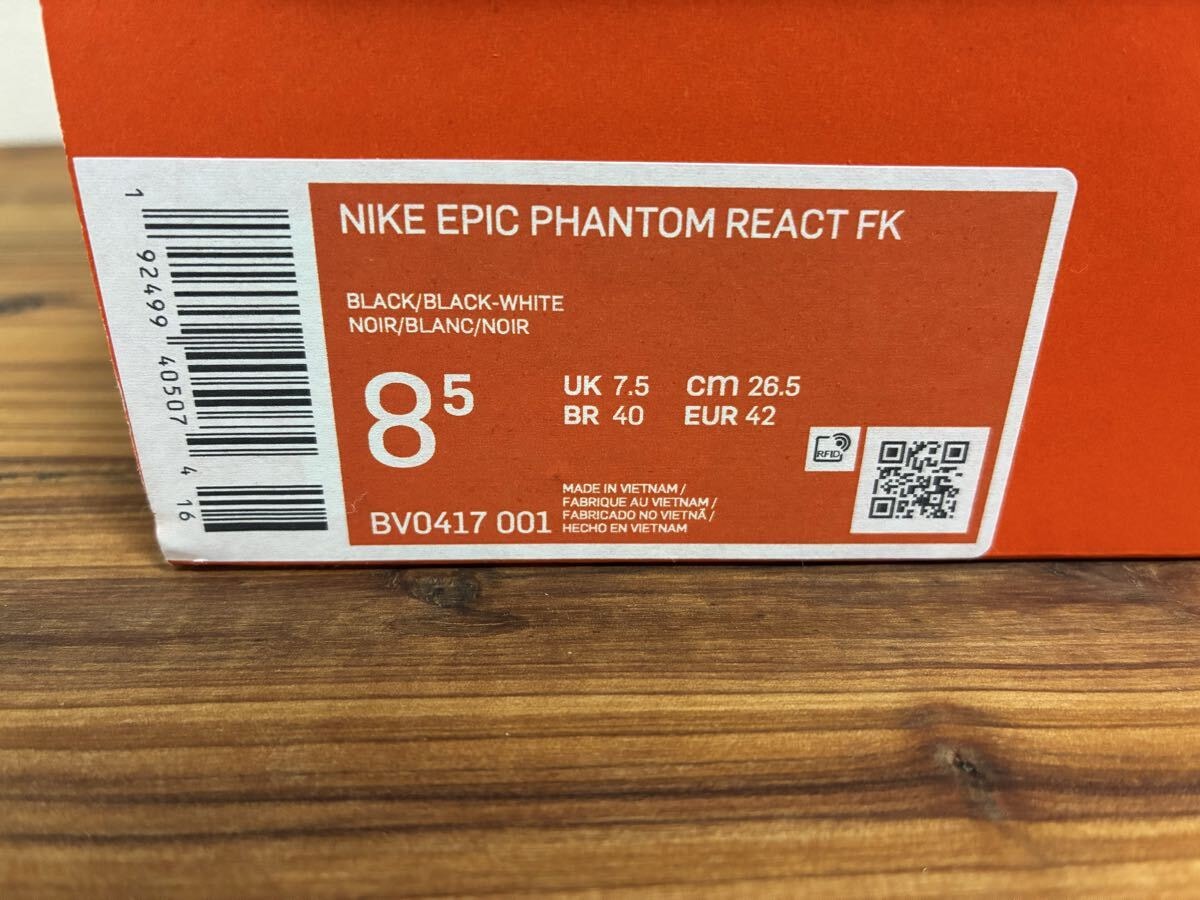 NIKE EPIC PHANTOM REACT FK
BLACK/BLACK-WHITE
NOIR/BLANC/NOIR
8 5
UK 7.5 cm 26.5
BR 40 EUR 42
RFID
MADE IN VIETNAM /
FABRIQUE AU VIETNAM /
FABRICADO NO VIETNÃ /
HECHO EN VIETNAM
BV0417 001
1 92499 40507 4 16